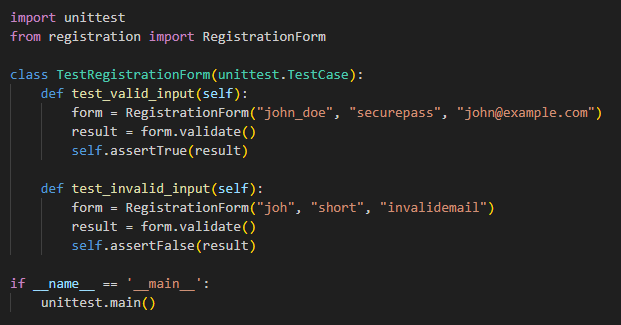 import unittest
from registration import RegistrationForm

class TestRegistrationForm(unittest.TestCase):
    def test_valid_input(self):
        form = RegistrationForm("john_doe", "securepass", "john@example.com")
        result = form.validate()
        self.assertTrue(result)

    def test_invalid_input(self):
        form = RegistrationForm("joh", "short", "invalidemail")
        result = form.validate()
        self.assertFalse(result)

if __name__ == '__main__':
    unittest.main()